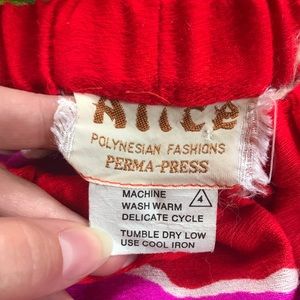 Alice
POLYNESIAN FASHIONS
PERMA-PRESS
MACHINE
WASH WARM
DELICATE CYCLE
4
TUMBLE DRY LOW
USE COOL IRON